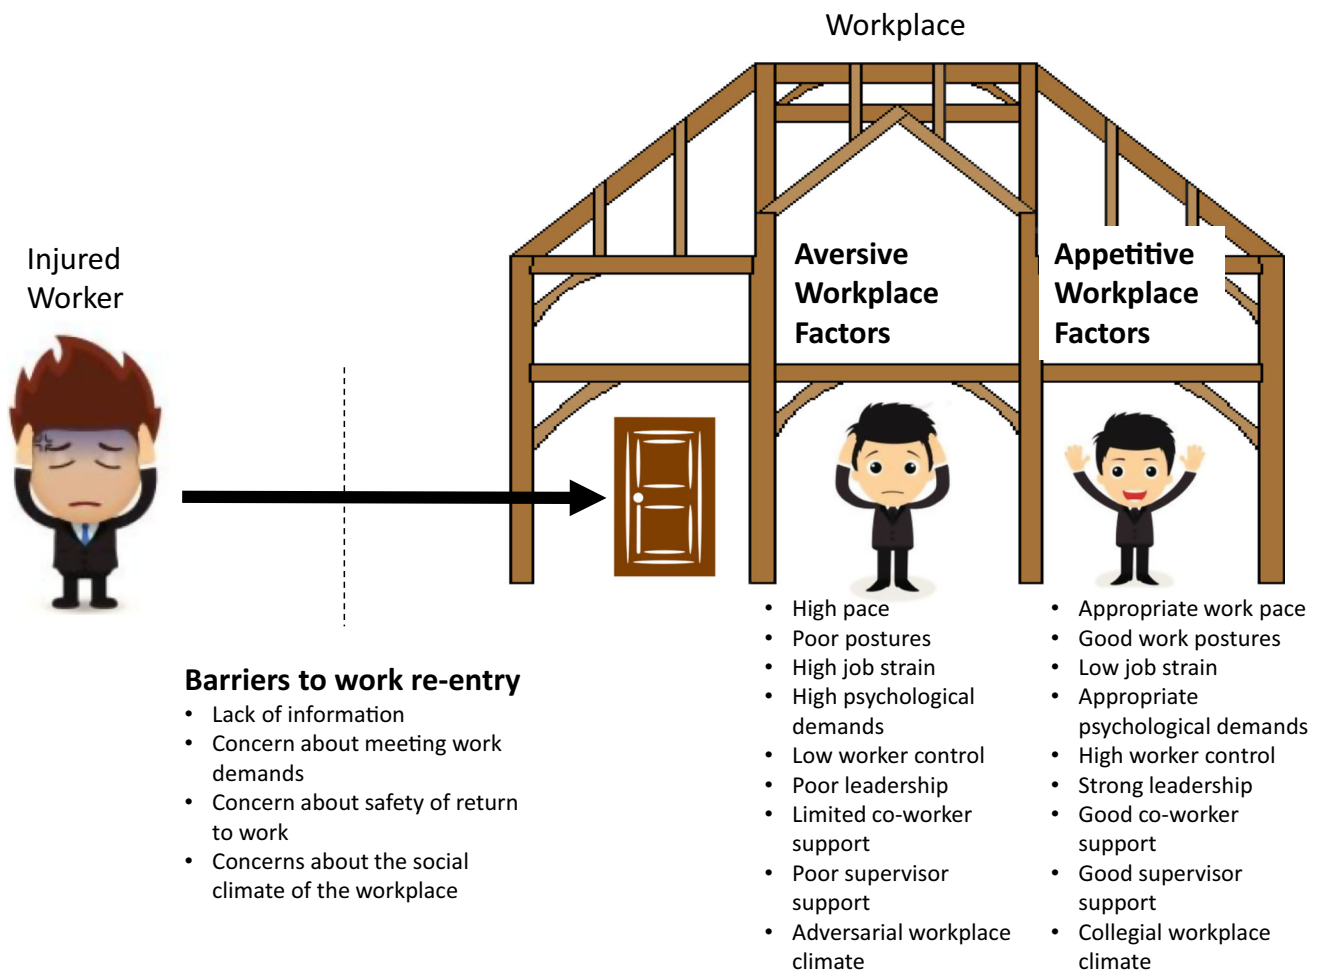 Workplace
Injured
Worker
Aversive
Workplace
Factors
Appetitive
Workplace
Factors
Barriers to work re-entry
• Lack of information
• Concern about meeting work
demands
• Concern about safety of return
to work
• Concerns about the social
climate of the workplace
• High pace
• Poor postures
• High job strain
• High psychological
demands
• Low worker control
• Poor leadership
• Limited co-worker
support
• Poor supervisor
support
• Adversarial workplace
climate
• Appropriate work pace
• Good work postures
• Low job strain
• Appropriate
psychological demands
• High worker control
• Strong leadership
• Good co-worker
support
• Good supervisor
support
• Collegial workplace
climate